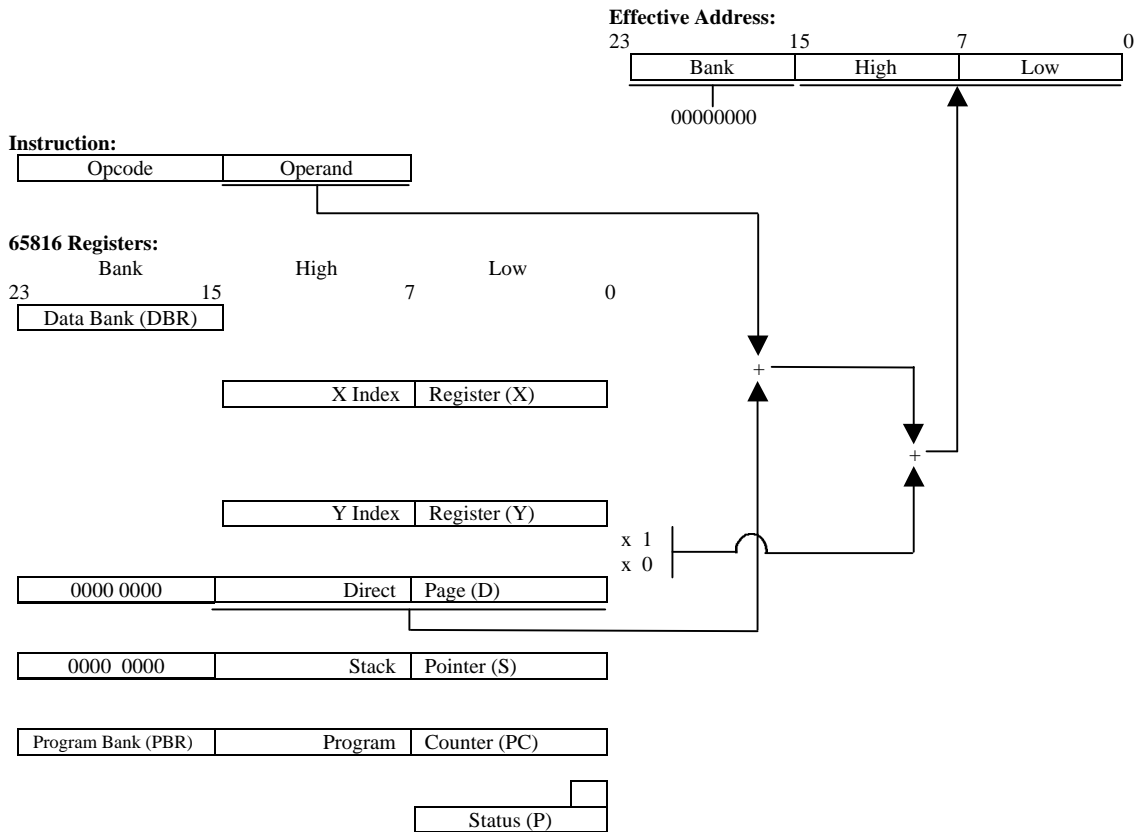 Effective Address:
23 15 7 0
Bank High Low
00000000
Instruction:
Opcode Operand
65816 Registers:
Bank High Low
23 15 7 0
Data Bank (DBR)
+
X Index Register (X)
+
Y Index Register (Y)
x 1
x 0
0000 0000 Direct Page (D)
0000 0000 Stack Pointer (S)
Program Bank (PBR) Program Counter (PC)
Status (P)